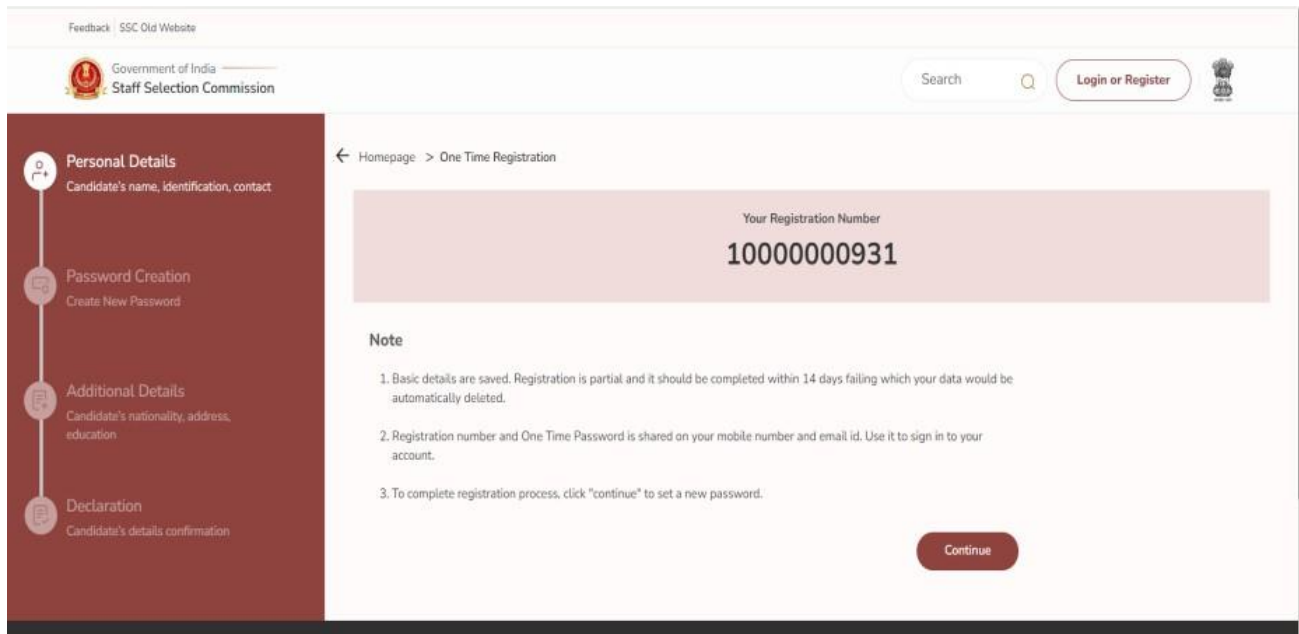 Feedback SSC Old Website
Government of India
Staff Selection Commission
Search
Login or Register
Personal Details
Candidate's name, identification, contact
Password Creation
Create New Password
Additional Details
Candidate's nationality, address,
education
Declaration
Candidate's details confirmation
Homepage > One Time Registration
Your Registration Number
10000000931
Note
1. Basic details are saved. Registration is partial and it should be completed within 14 days failing which your data would be
automatically deleted.
2. Registration number and One Time Password is shared on your mobile number and email id. Use it to sign in to your
account.
3. To complete registration process, click "continue" to set a new password.
Continue